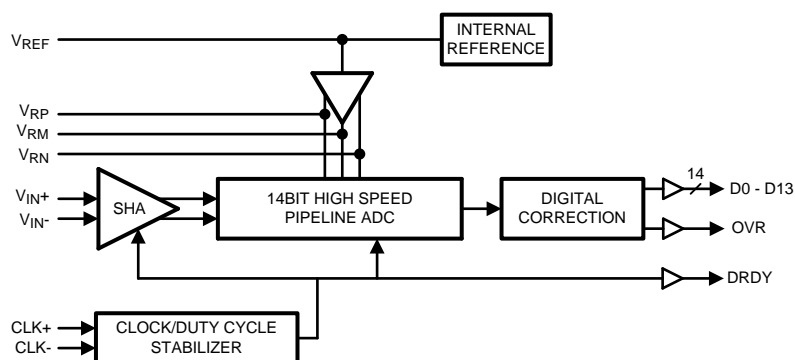 INTERNAL
REFERENCE
VREF
VRP
VRM
VRN
VIN+
VIN-
SHA
14BIT HIGH SPEED
PIPELINE ADC
DIGITAL
CORRECTION
14
D0 - D13
OVR
DRDY
CLK+
CLK-
CLOCK/DUTY CYCLE
STABILIZER